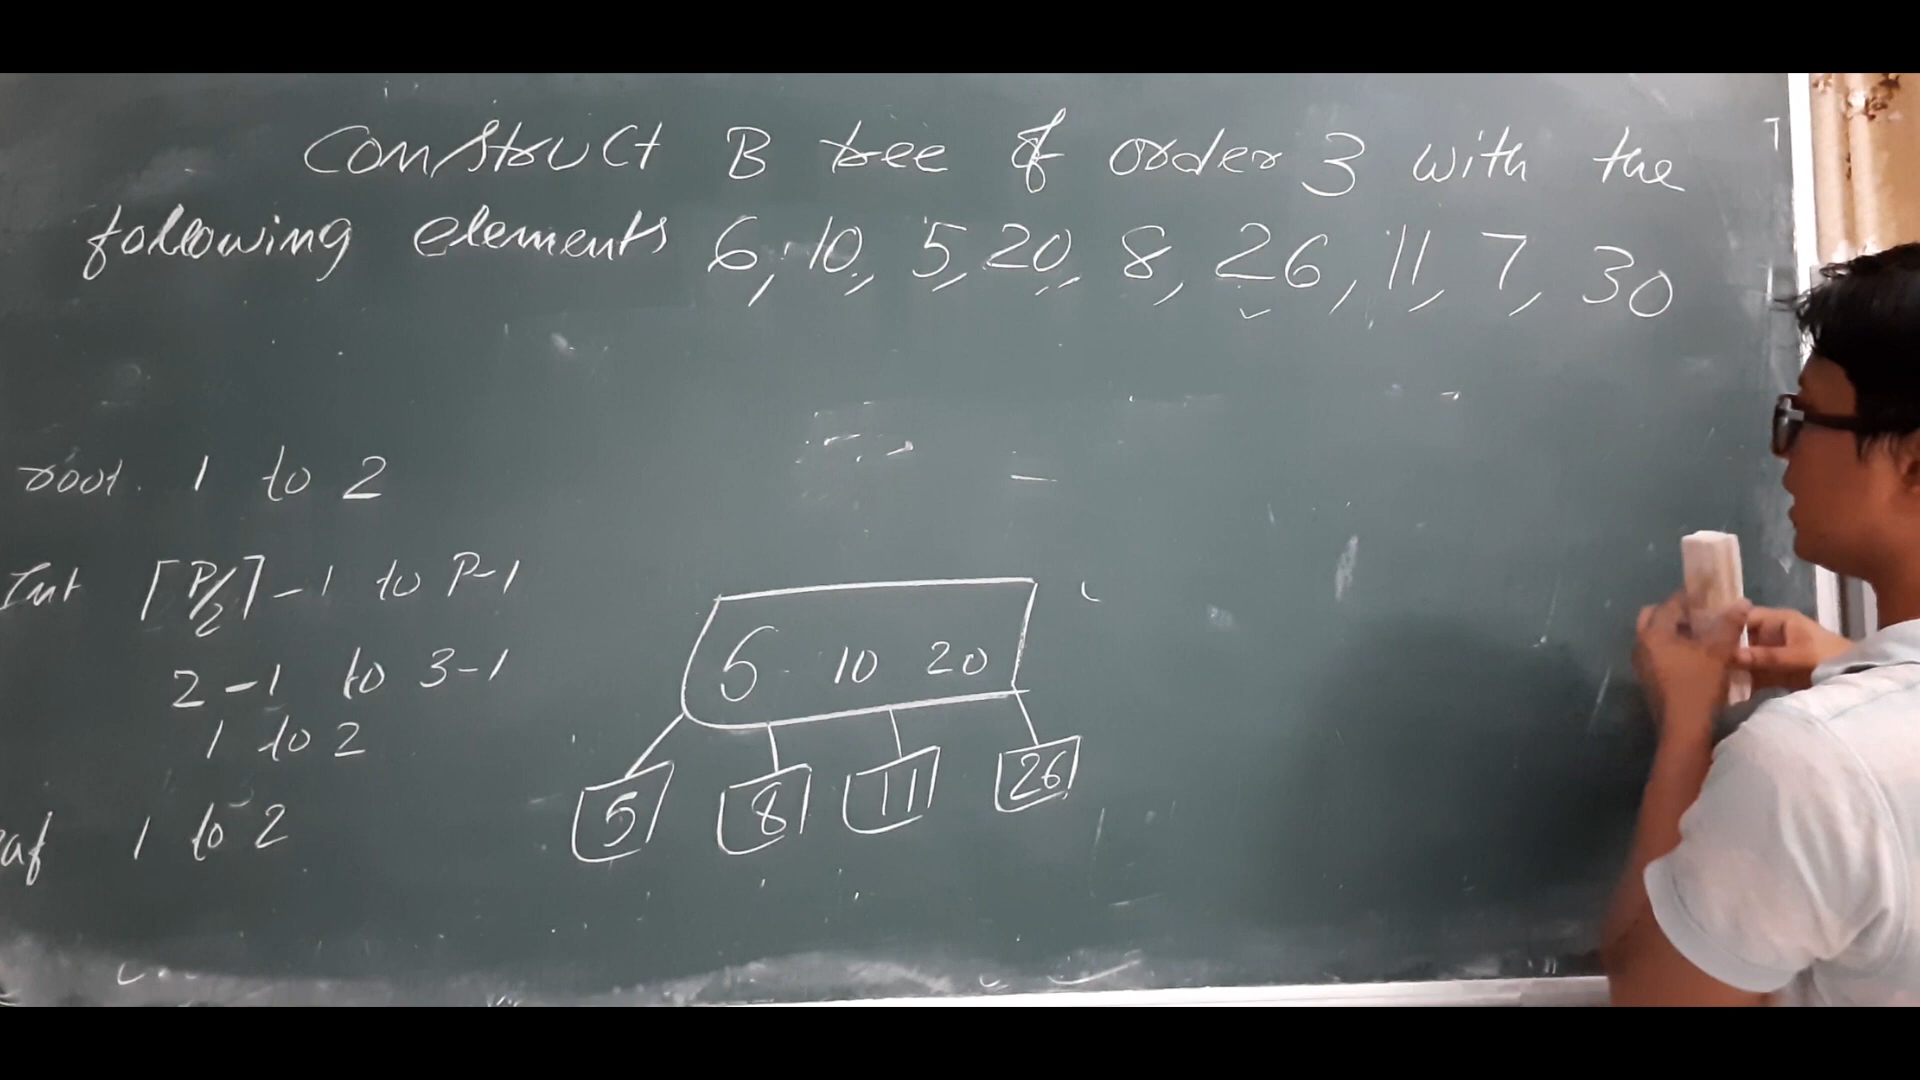 Construct B tree of order 3 with the
following elements 6, 10, 5, 20, 8, 26, 11, 7, 30
root. 1 to 2
Int ⌈P/2⌉-1 to P-1
2-1 to 3-1
1 to 2
eaf 1 to 2
6 10 20
5 8 11 26